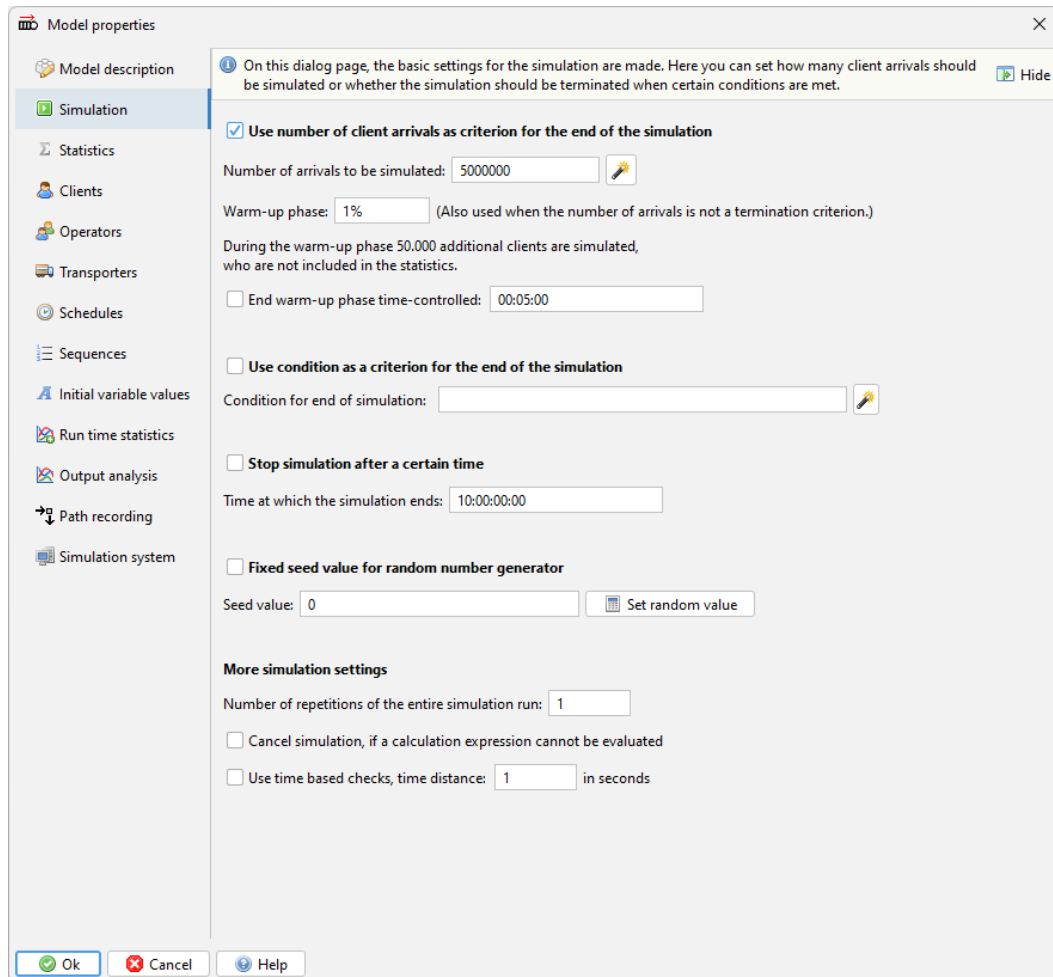 Model properties
Model description
Simulation
Statistics
Clients
Operators
Transporters
Schedules
Sequences
Initial variable values
Run time statistics
Output analysis
Path recording
Simulation system
On this dialog page, the basic settings for the simulation are made. Here you can set how many client arrivals should
be simulated or whether the simulation should be terminated when certain conditions are met.
Hide
Use number of client arrivals as criterion for the end of the simulation
Number of arrivals to be simulated: 5000000
Warm-up phase: 1% (Also used when the number of arrivals is not a termination criterion.)
During the warm-up phase 50.000 additional clients are simulated,
who are not included in the statistics.
End warm-up phase time-controlled: 00:05:00
Use condition as a criterion for the end of the simulation
Condition for end of simulation:
Stop simulation after a certain time
Time at which the simulation ends: 10:00:00:00
Fixed seed value for random number generator
Seed value: 0 Set random value
More simulation settings
Number of repetitions of the entire simulation run: 1
Cancel simulation, if a calculation expression cannot be evaluated
Use time based checks, time distance: 1 in seconds
Ok Cancel Help